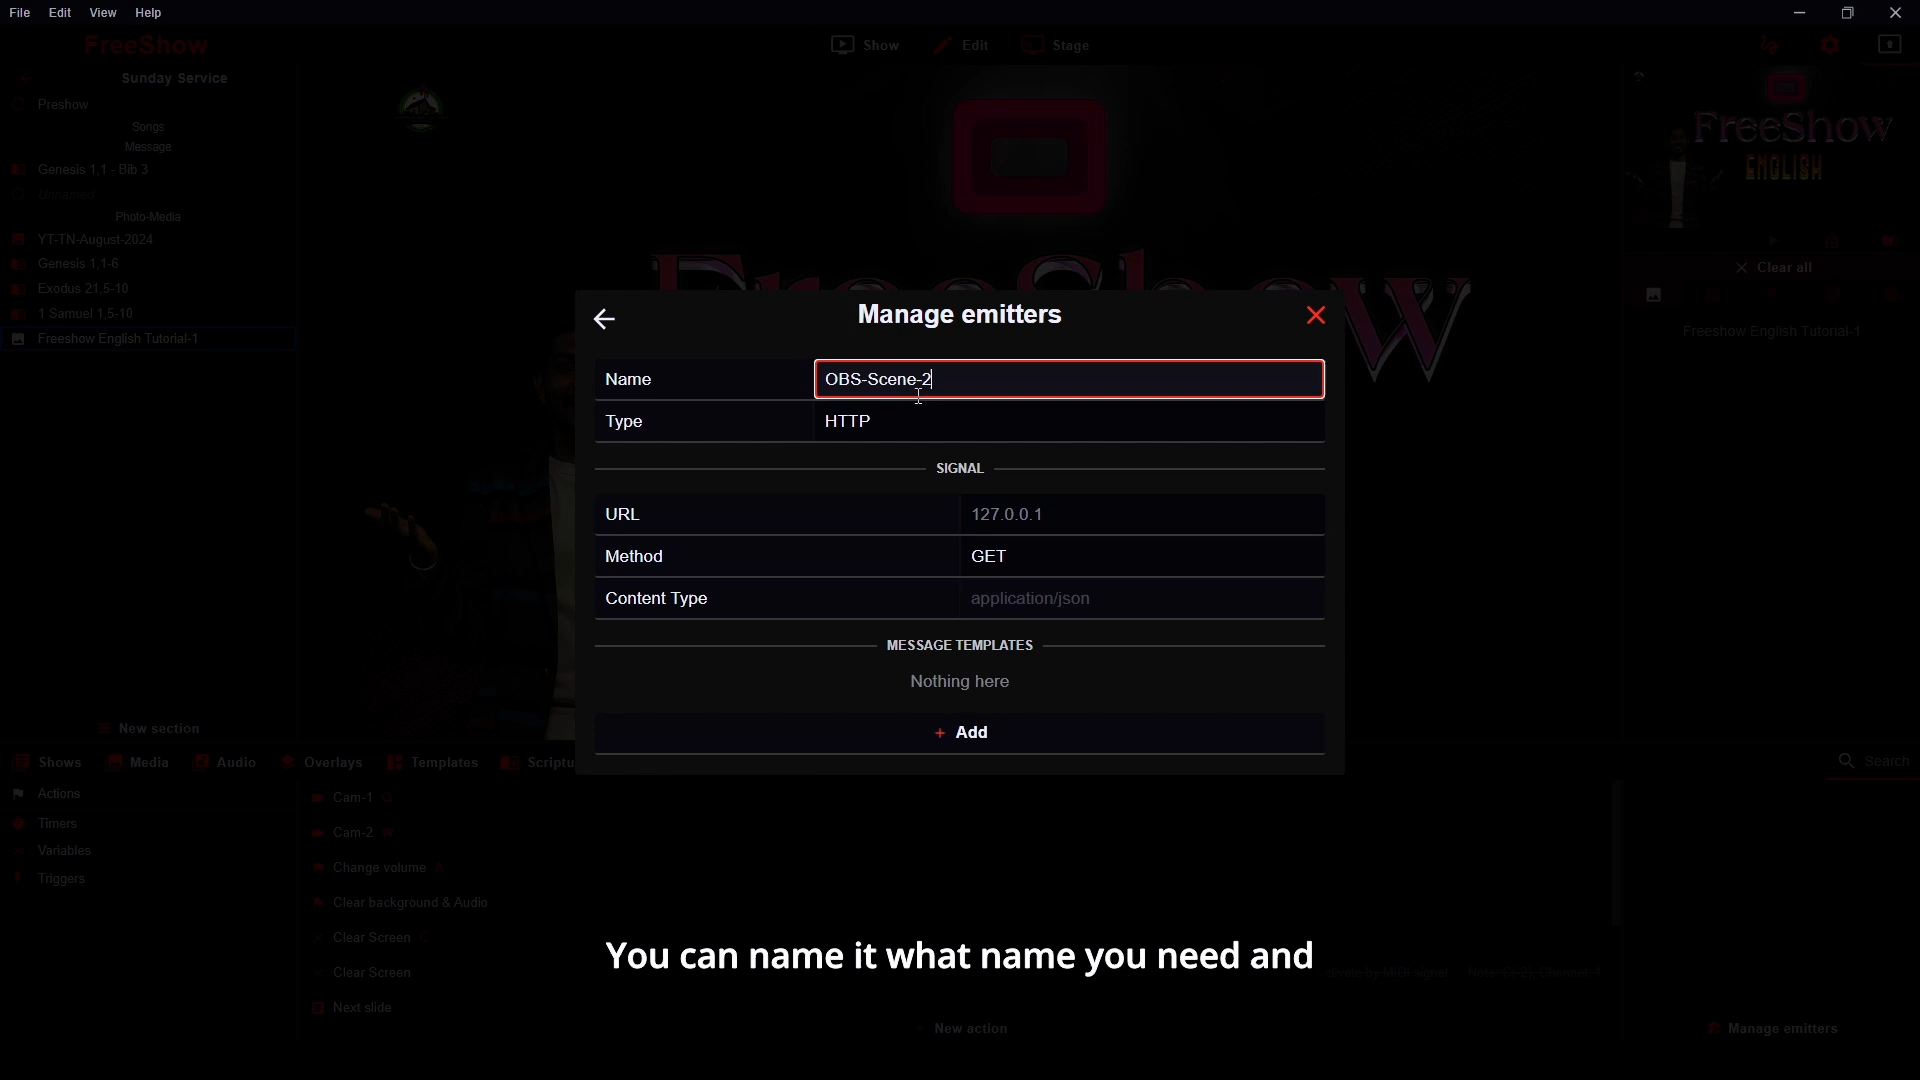 File Edit View Help
FreeShow
Show Edit Stage
Sunday Service
Preshow
Songs
Message
Genesis 1,1 - Bib 3
Unnamed
Photo-Media
YT-TN-August-2024
Genesis 1,1-6
Exodus 21,5-10
1 Samuel 1,5-10
Freeshow English Tutorial-1
New section
FreeShow
FreeShow
ENGLISH
Clear all
Freeshow English Tutorial-1
Manage emitters
Name OBS-Scene-2
Type HTTP
SIGNAL
URL 127.0.0.1
Method GET
Content Type application/json
MESSAGE TEMPLATES
Nothing here
+ Add
Shows Media Audio Overlays Templates Scriptu
Search
Actions
Timers
Variables
Triggers
Cam-1
Cam-2 W
Change volume A
Clear background & Audio
Clear Screen
Clear Screen
Next slide
You can name it what name you need and
New action
Manage emitters